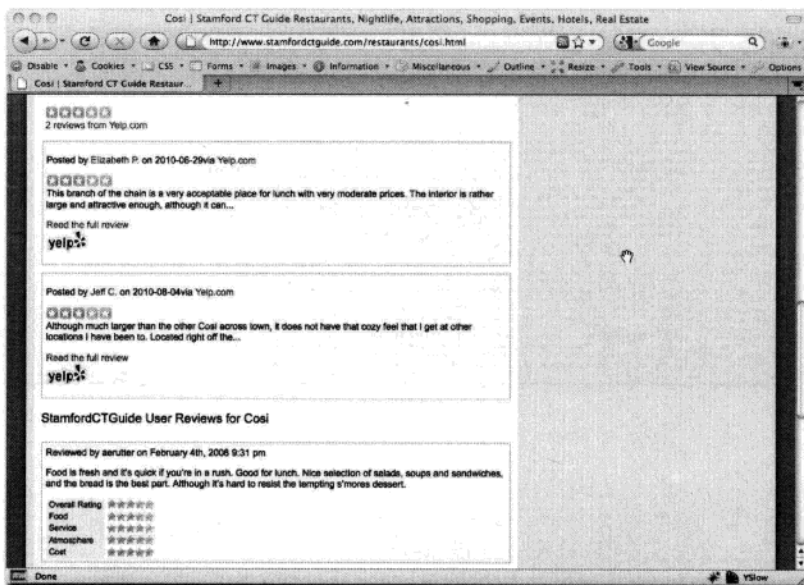 Cosi | Stamford CT Guide Restaurants, Nightlife, Attractions, Shopping, Events, Hotels, Real Estate
http://www.stamfordctguide.com/restaurants/cosi.html
Google
Disable Cookies CSS Forms Images Information Miscellaneous Outline Resize Tools View Source Options
Cosi | Stamford CT Guide Restaur...
2 reviews from Yelp.com
Posted by Elizabeth P. on 2010-06-29via Yelp.com
This branch of the chain is a very acceptable place for lunch with very moderate prices. The interior is rather
large and attractive enough, although it can...
Read the full review
yelp
Posted by Jeff C. on 2010-08-04via Yelp.com
Although much larger than the other Cosi across town, it does not have that cozy feel that I get at other
locations I have been to. Located right off the...
Read the full review
yelp
StamfordCTGuide User Reviews for Cosi
Reviewed by aerutter on February 4th, 2008 9:31 pm
Food is fresh and it's quick if you're in a rush. Good for lunch. Nice selection of salads, soups and sandwiches,
and the bread is the best part. Although it's hard to resist the tempting s'mores dessert.
Overall Rating
Food
Service
Atmosphere
Cost
Done
YSlow